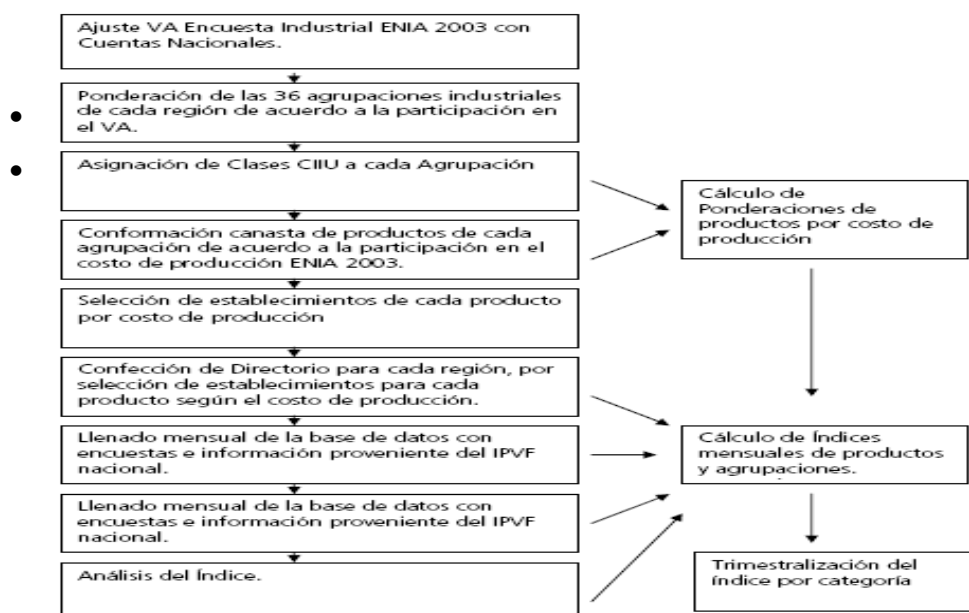 Ajuste VA Encuesta Industrial ENIA 2003 con
Cuentas Nacionales.
Ponderación de las 36 agrupaciones industriales
de cada región de acuerdo a la participación en
el VA.
Asignación de Clases CIIU a cada Agrupación
Conformación canasta de productos de cada
agrupación de acuerdo a la participación en el
costo de producción ENIA 2003.
Selección de establecimientos de cada producto
por costo de producción
Confección de Directorio para cada región, por
selección de establecimientos para cada
producto según el costo de producción.
Llenado mensual de la base de datos con
encuestas e información proveniente del IPVF
nacional.
Llenado mensual de la base de datos con
encuestas e información proveniente del IPVF
nacional.
Análisis del Índice.
Cálculo de
Ponderaciones de
productos por costo de
producción
Cálculo de Índices
mensuales de productos
y agrupaciones.
Trimestralización del
índice por categoría